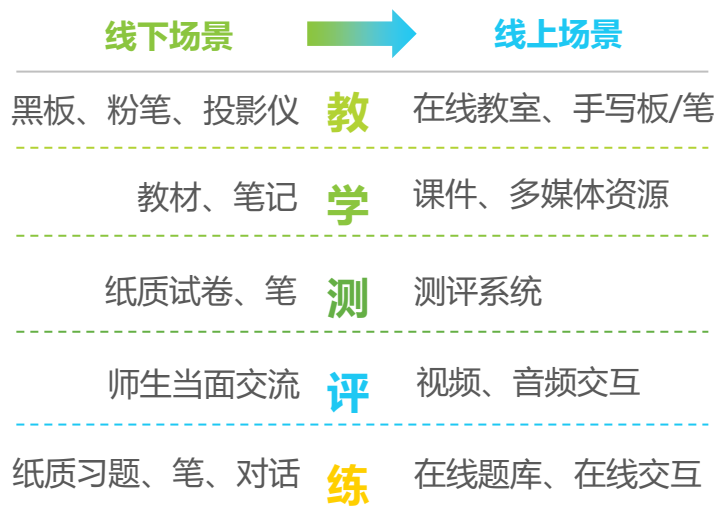 线下场景 线上场景
黑板、粉笔、投影仪 教 在线教室、手写板/笔
教材、笔记 学 课件、多媒体资源
纸质试卷、笔 测 测评系统
师生当面交流 评 视频、音频交互
纸质习题、笔、对话 练 在线题库、在线交互